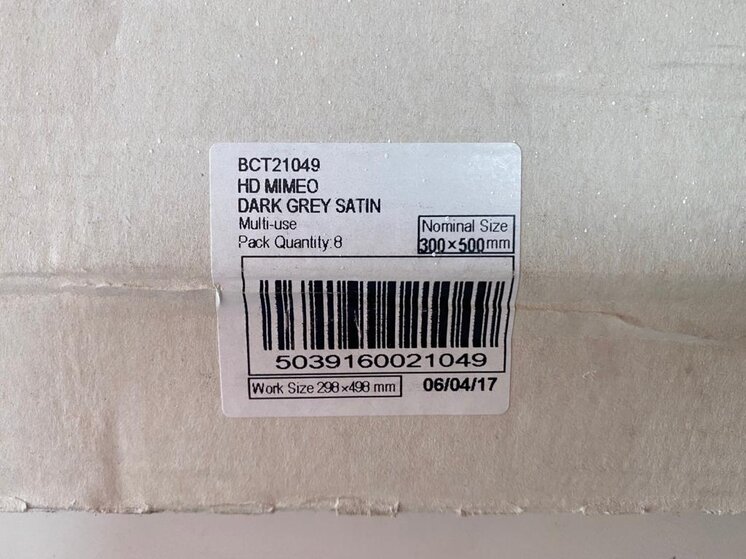 BCT21049
HD MIMEO
DARK GREY SATIN
Multi-use
Pack Quantity:8
Nominal Size
300×500mm
5039160021049
Work Size 298×498 mm
06/04/17